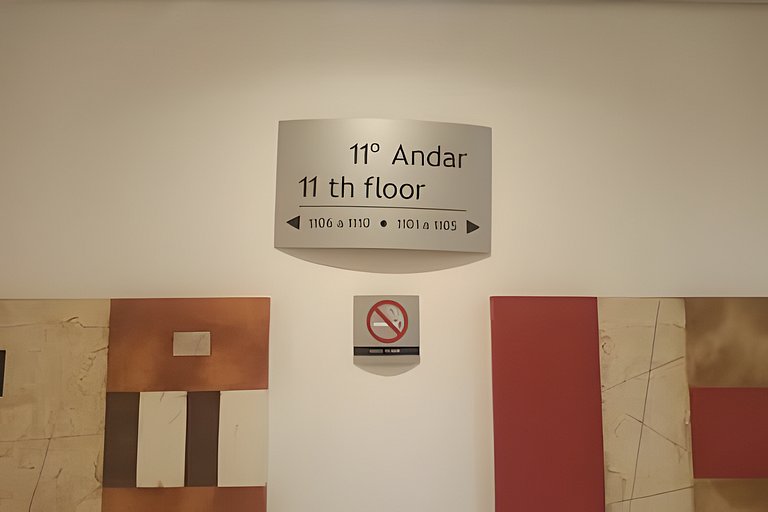 11º Andar
11 th floor
1106 a 1110 • 1101 a 1105